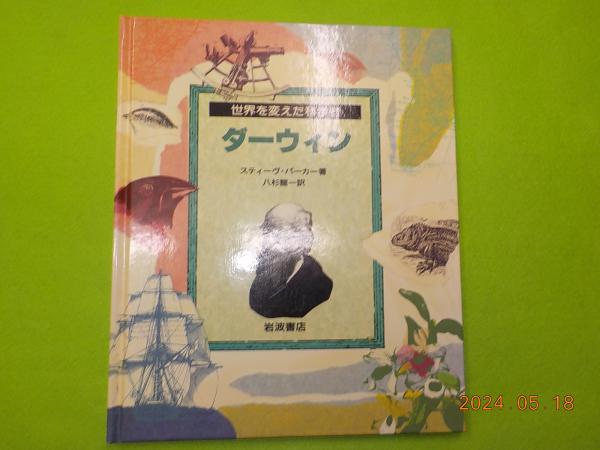 世界を変えた科学者
ダーウィン
スティーヴ・パーカー著
八杉龍一訳
岩波書店
2024.05.18